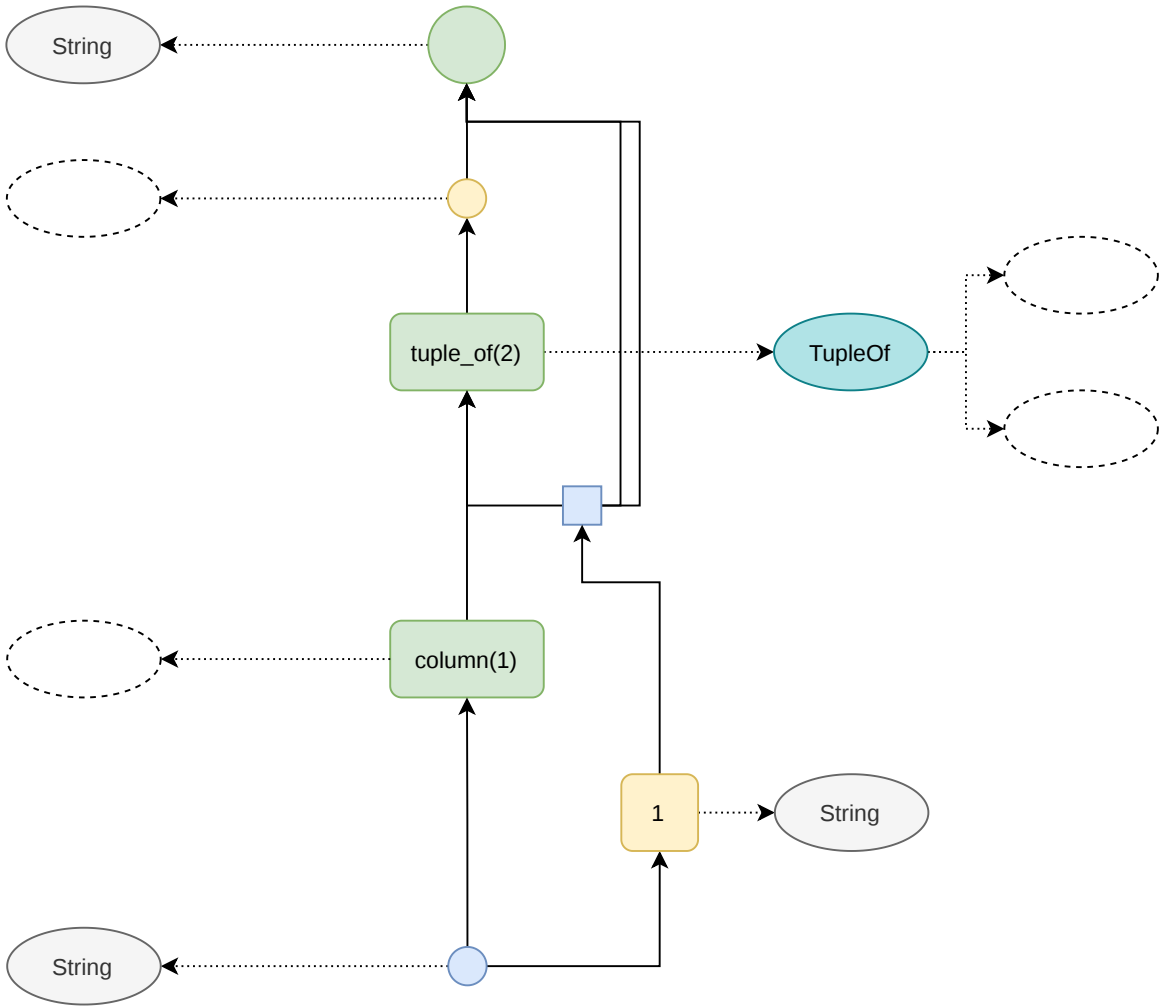 String
tuple_of(2)
TupleOf
column(1)
1
String
String